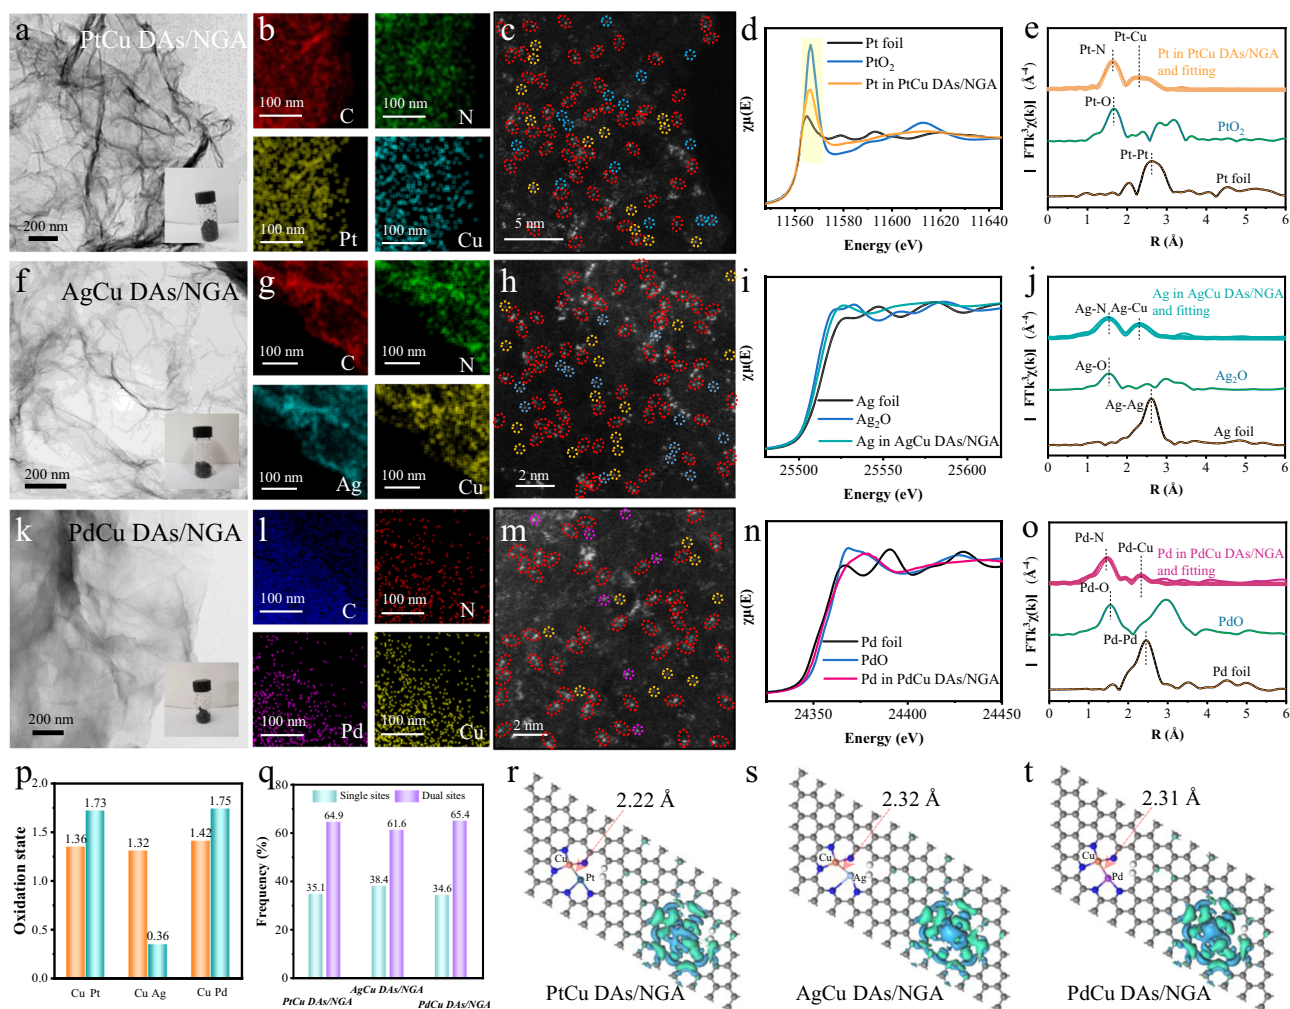 a
PtCu DAs/NGA
200 nm
b
100 nm
C
100 nm
N
100 nm
Pt
100 nm
Cu
c
5 nm
d
Pt foil
PtO₂
Pt in PtCu DAs/NGA
χμ(E)
11560 11580 11600 11620 11640
Energy (eV)
e
Pt-N
Pt-Cu
Pt in PtCu DAs/NGA
and fitting
Pt-O
PtO₂
Pt-Pt
Pt foil
| FTk³χ(k)| (Å⁻⁴)
0 1 2 3 4 5 6
R (Å)
f
AgCu DAs/NGA
200 nm
g
100 nm
C
100 nm
N
100 nm
Ag
100 nm
Cu
h
2 nm
i
Ag foil
Ag₂O
Ag in AgCu DAs/NGA
χμ(E)
25500 25550 25600
Energy (eV)
j
Ag-N
Ag-Cu
Ag in AgCu DAs/NGA
and fitting
Ag-O
Ag₂O
Ag-Ag
Ag foil
| FTk³χ(k)| (Å⁻⁴)
0 1 2 3 4 5 6
R (Å)
k
PdCu DAs/NGA
200 nm
l
100 nm
C
100 nm
N
100 nm
Pd
100 nm
Cu
m
2 nm
n
Pd foil
PdO
Pd in PdCu DAs/NGA
χμ(E)
24350 24400 24450
Energy (eV)
o
Pd-N
Pd-Cu
Pd in PdCu DAs/NGA
and fitting
Pd-O
PdO
Pd-Pd
Pd foil
| FTk³χ(k)| (Å⁻⁴)
0 1 2 3 4 5 6
R (Å)
p
Oxidation state
2.0
1.5
1.0
0.5
0.0
1.36
1.73
1.32
0.36
1.42
1.75
Cu Pt
Cu Ag
Cu Pd
q
Frequency (%)
80
60
40
20
0
Single sites
Dual sites
35.1
64.9
38.4
61.6
34.6
65.4
PtCu DAs/NGA
AgCu DAs/NGA
PdCu DAs/NGA
r
2.22 Å
Cu
Pt
PtCu DAs/NGA
s
2.32 Å
Cu
Ag
AgCu DAs/NGA
t
2.31 Å
Cu
Pd
PdCu DAs/NGA